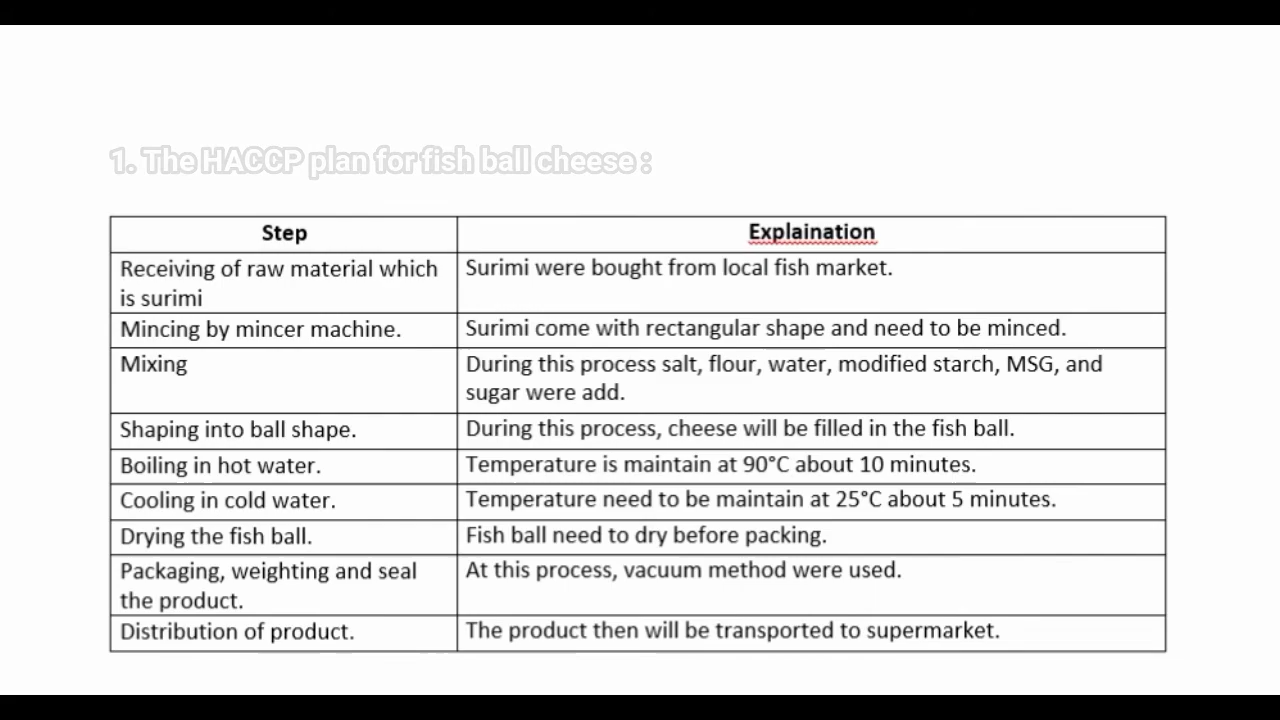 1. The HACCP plan for fish ball cheese :
Step
Explaination
Receiving of raw material which
is surimi
Surimi were bought from local fish market.
Mincing by mincer machine.
Surimi come with rectangular shape and need to be minced.
Mixing
During this process salt, flour, water, modified starch, MSG, and
sugar were add.
Shaping into ball shape.
During this process, cheese will be filled in the fish ball.
Boiling in hot water.
Temperature is maintain at 90°C about 10 minutes.
Cooling in cold water.
Temperature need to be maintain at 25°C about 5 minutes.
Drying the fish ball.
Fish ball need to dry before packing.
Packaging, weighting and seal
the product.
At this process, vacuum method were used.
Distribution of product.
The product then will be transported to supermarket.